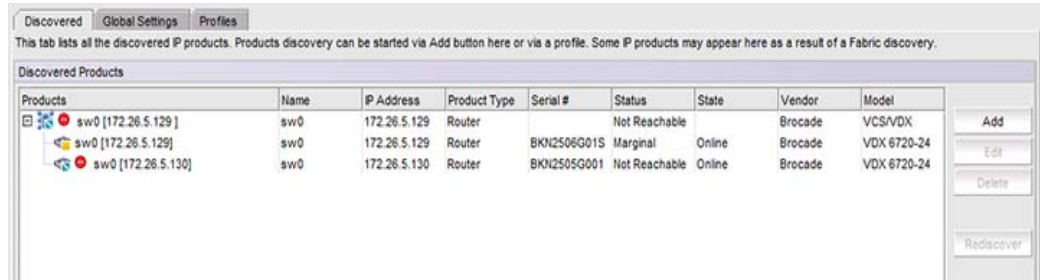 Discovered Global Settings Profiles
This tab lists all the discovered IP products. Products discovery can be started via Add button here or via a profile. Some IP products may appear here as a result of a Fabric discovery.
Discovered Products
Products Name IP Address Product Type Serial # Status State Vendor Model
sw0 [172.26.5.129 ] sw0 172.26.5.129 Router Not Reachable Brocade VCS/VDX
sw0 [172.26.5.129] sw0 172.26.5.129 Router BKN2506G01S Marginal Online Brocade VDX 6720-24
sw0 [172.26.5.130] sw0 172.26.5.130 Router BKN2505G001 Not Reachable Online Brocade VDX 6720-24
Add
Edit
Delete
Rediscover